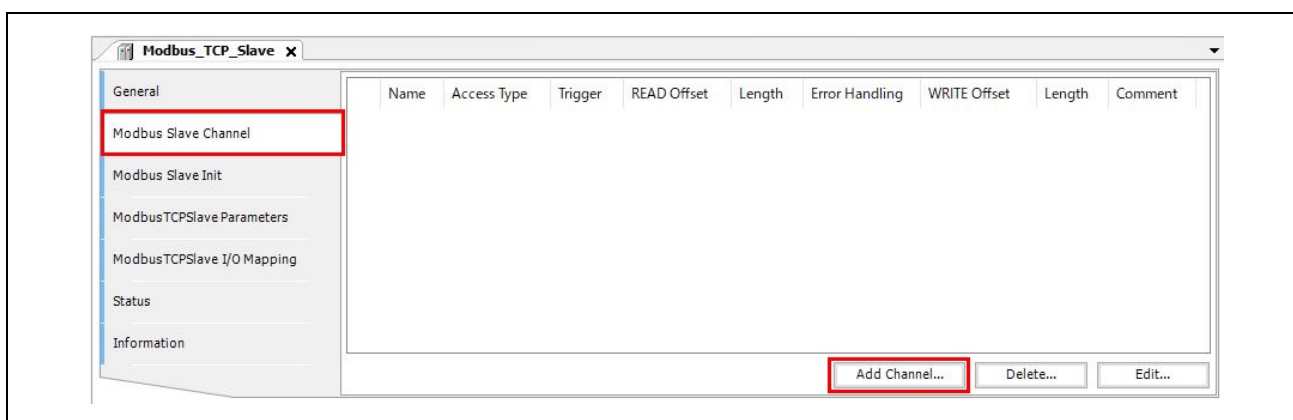 Modbus_TCP_Slave x
General
Name Access Type Trigger READ Offset Length Error Handling WRITE Offset Length Comment
Modbus Slave Channel
Modbus Slave Init
ModbusTCPSlave Parameters
ModbusTCPSlave I/O Mapping
Status
Information
Add Channel... Delete... Edit...